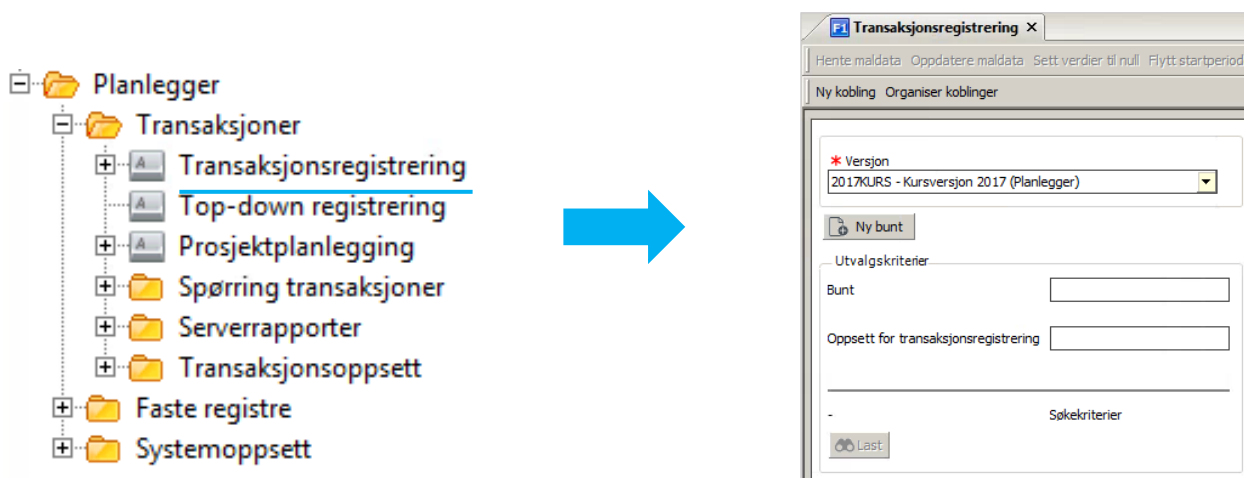 Planlegger
Transaksjoner
Transaksjonsregistrering
Top-down registrering
Prosjektplanlegging
Spørring transaksjoner
Serverrapporter
Transaksjonsoppsett
Faste registre
Systemoppsett
F1 Transaksjonsregistrering ×
Hente maldata Oppdatere maldata Sett verdier til null Flytt startperiod
Ny kobling Organiser koblinger
* Versjon
2017KURS - Kursversjon 2017 (Planlegger)
Ny bunt
Utvalgskriterier
Bunt
Oppsett for transaksjonsregistrering
- Søkekriterier
Last